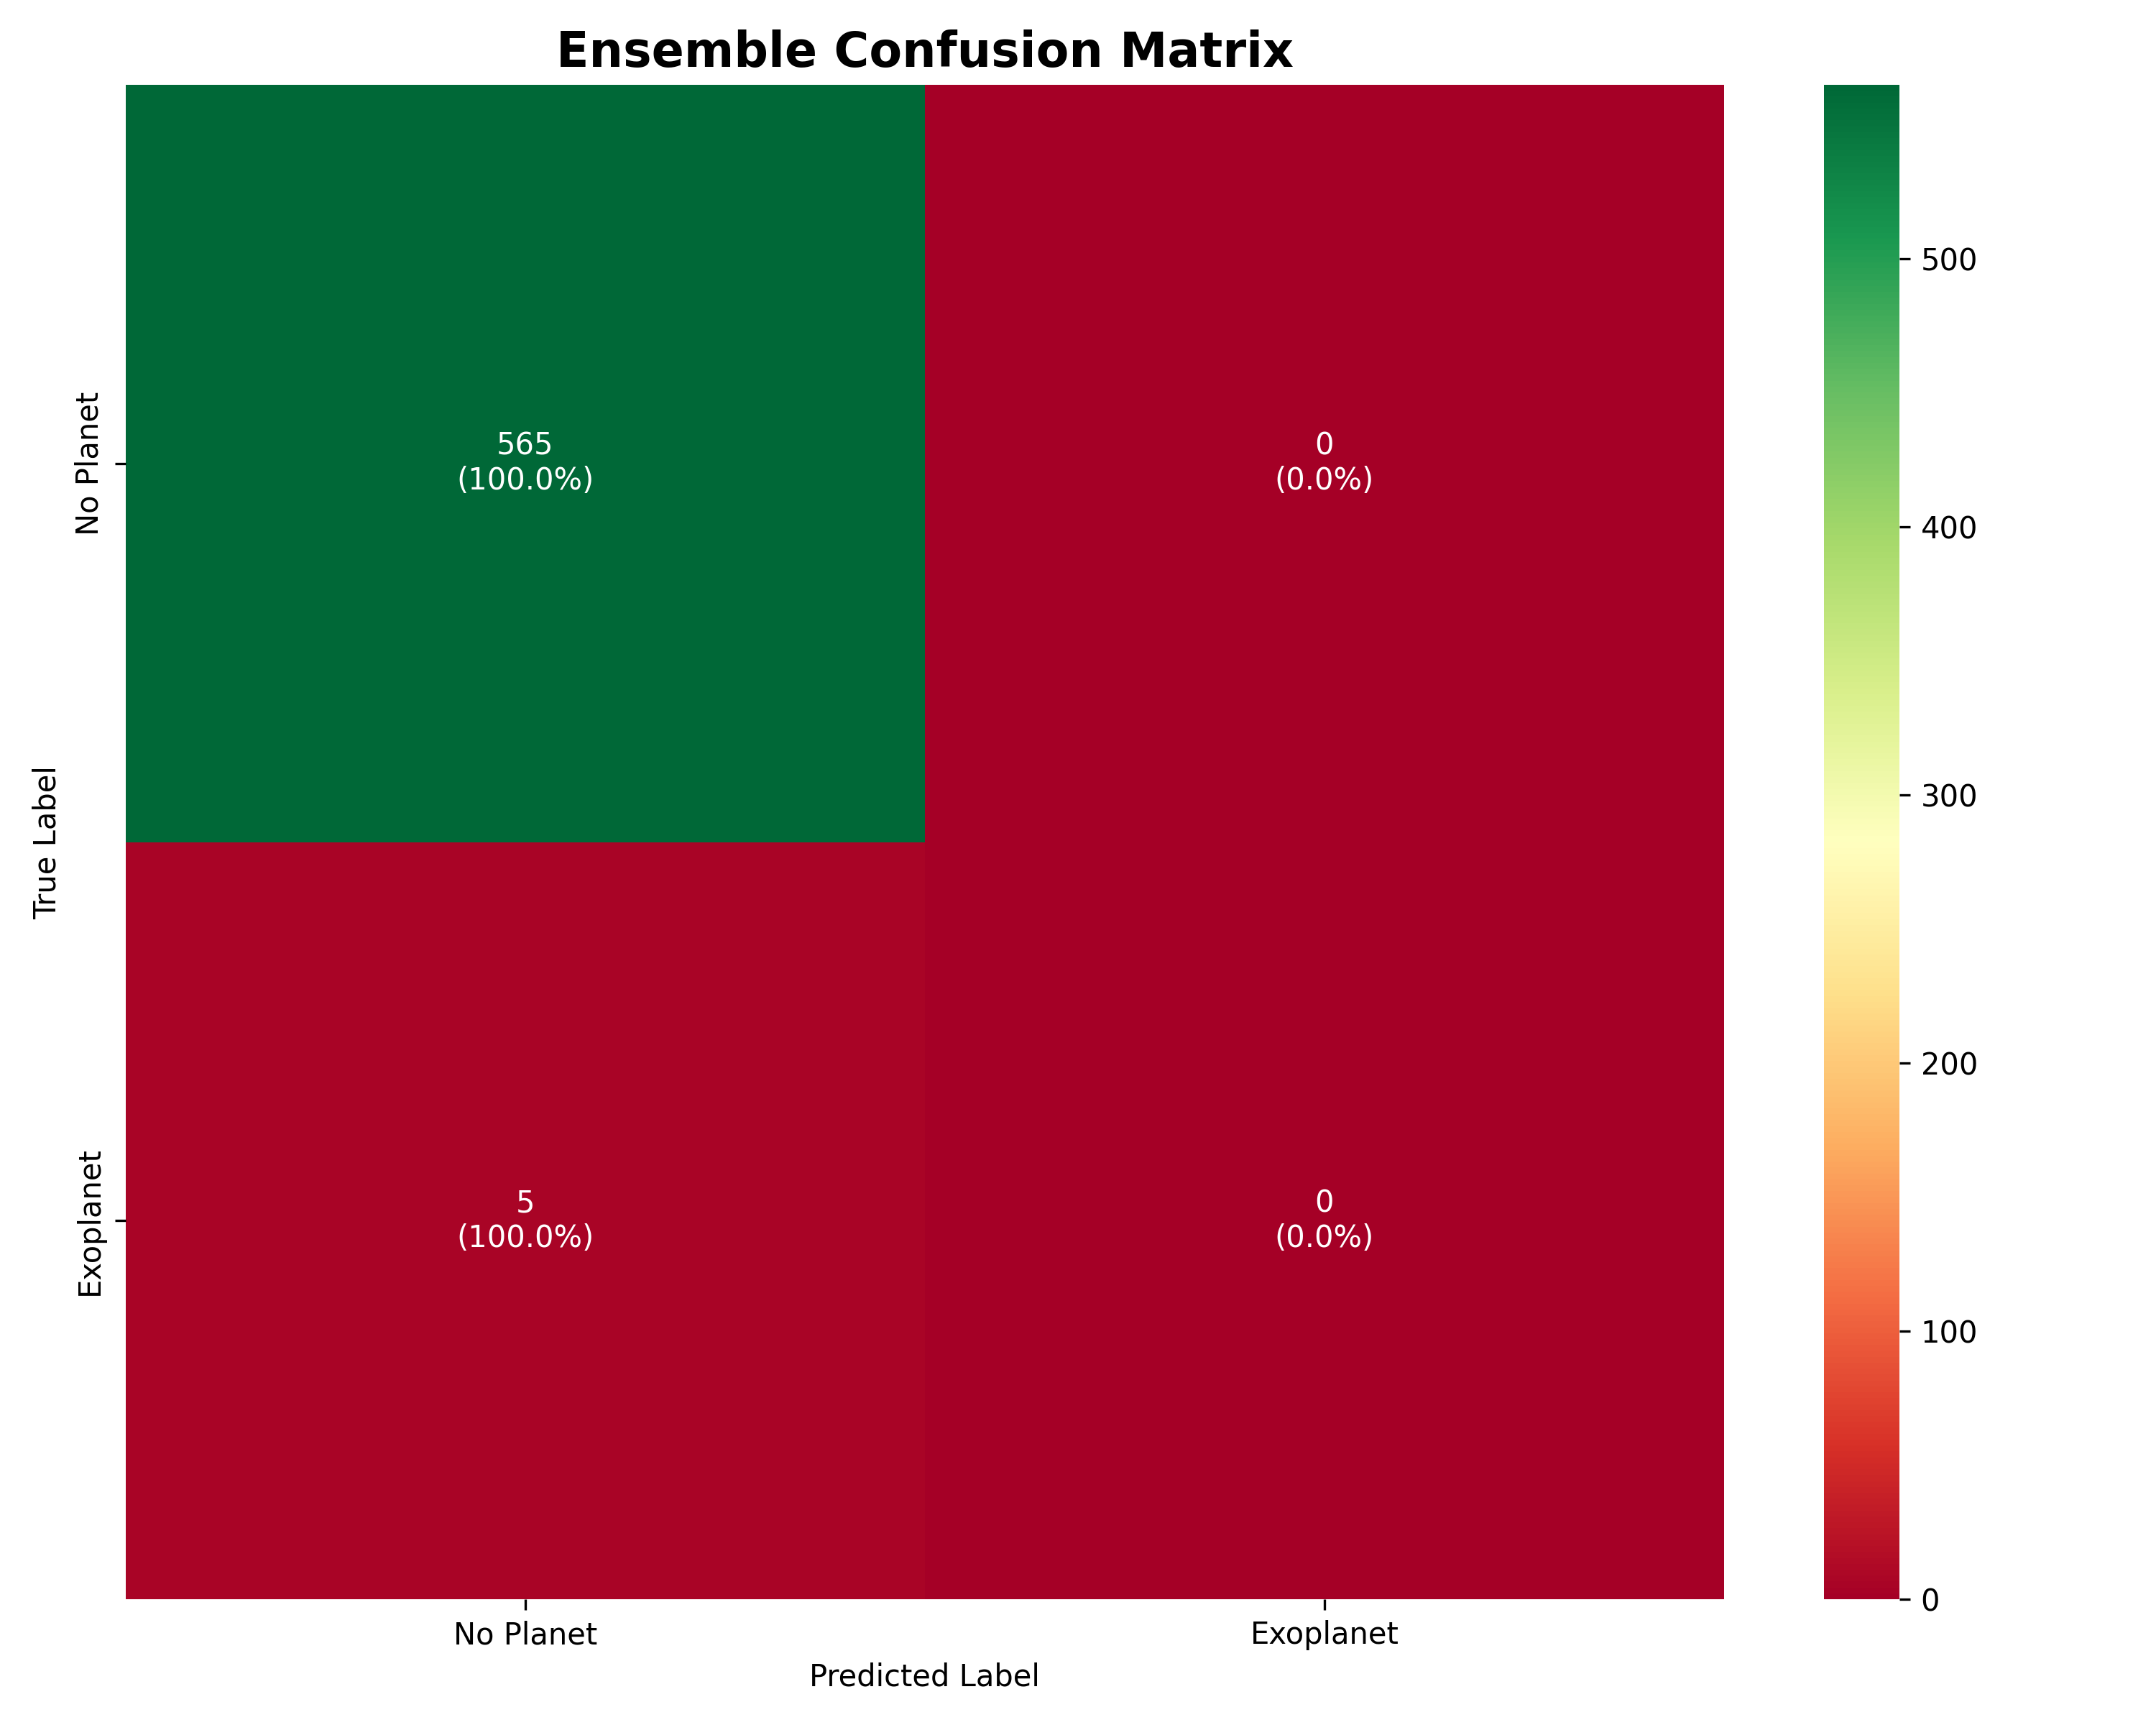 Ensemble Confusion Matrix
True Label
No Planet
Exoplanet
565
(100.0%)
0
(0.0%)
5
(100.0%)
0
(0.0%)
No Planet
Exoplanet
Predicted Label
500
400
300
200
100
0